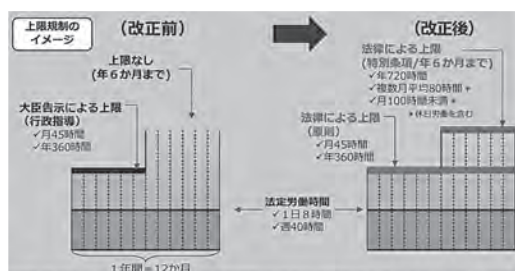 上限規制の
イメージ
(改正前)
(改正後)
上限なし
(年6か月まで)
大臣告示による上限
(行政指導)
✓月45時間
✓年360時間
法律による上限
(特別条項/年6か月まで)
✓年720時間
✓複数月平均80時間*
✓月100時間未満*
*休日労働を含む
法律による上限
(原則)
✓月45時間
✓年360時間
法定労働時間
✓1日8時間
✓週40時間
1年間=12か月